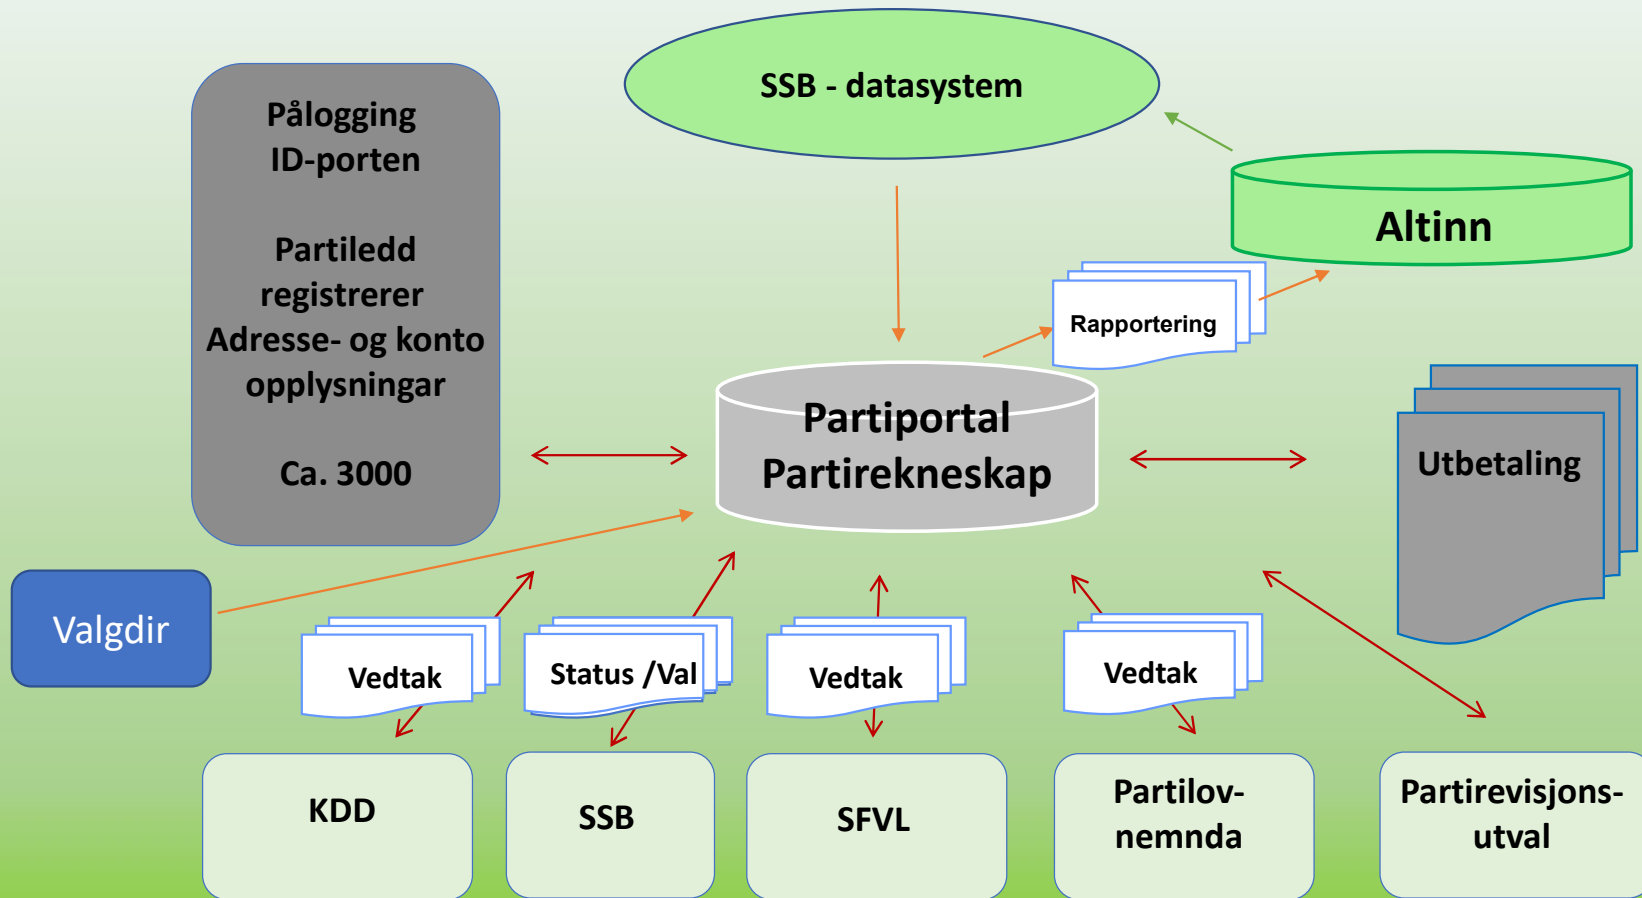 SSB - datasystem
Pålogging
ID-porten
Partiledd
registrerer
Adresse- og konto
opplysningar
Ca. 3000
Altinn
Rapportering
Partiportal
Partirekneskap
Utbetaling
Valgdir
Vedtak
Status /Val
Vedtak
Vedtak
KDD
SSB
SFVL
Partilov-
nemnda
Partirevisjons-
utval